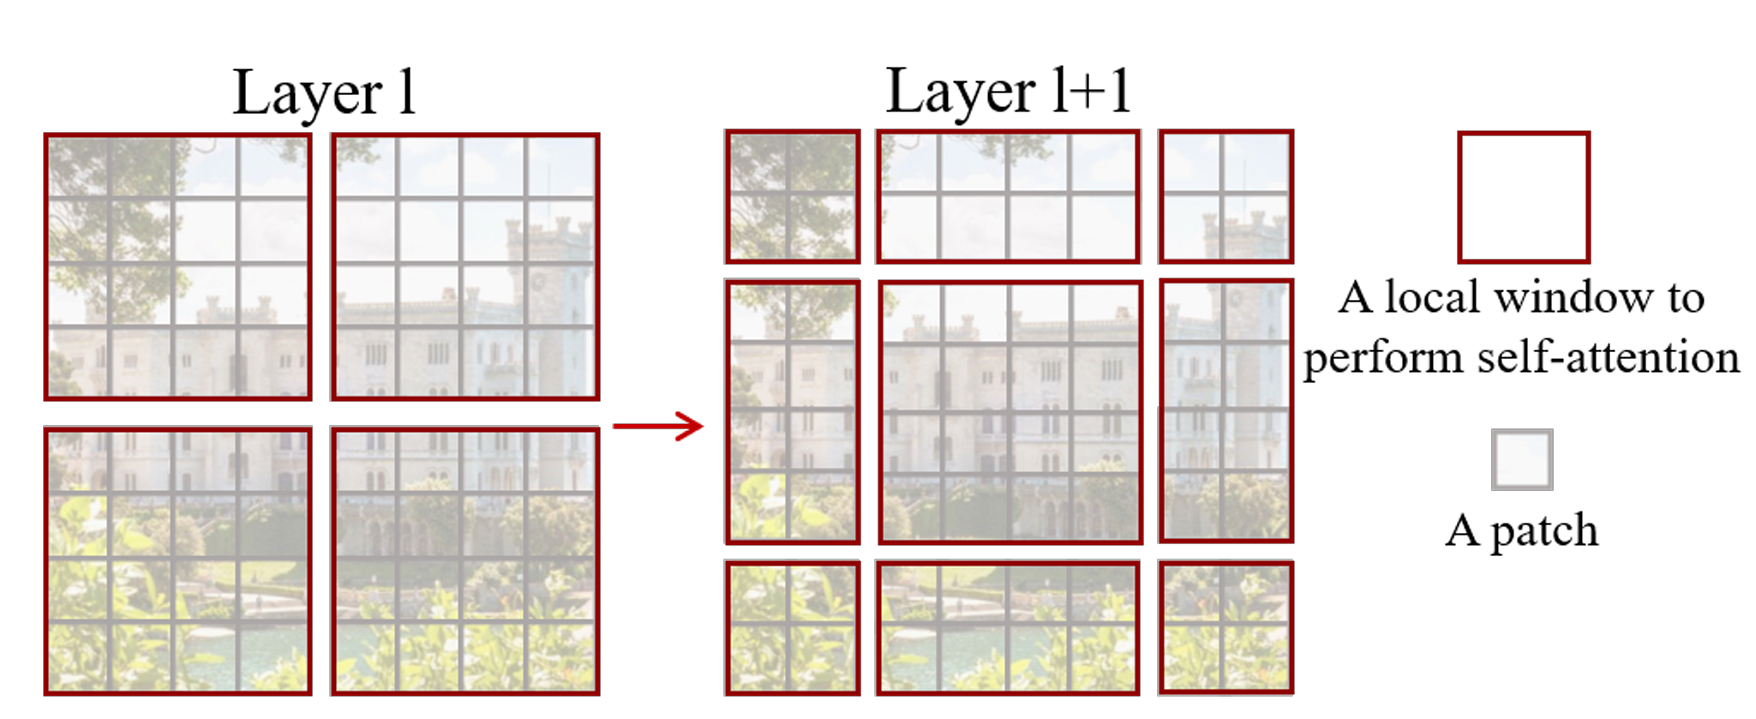 Layer l
Layer l+1
A local window to
perform self-attention
A patch